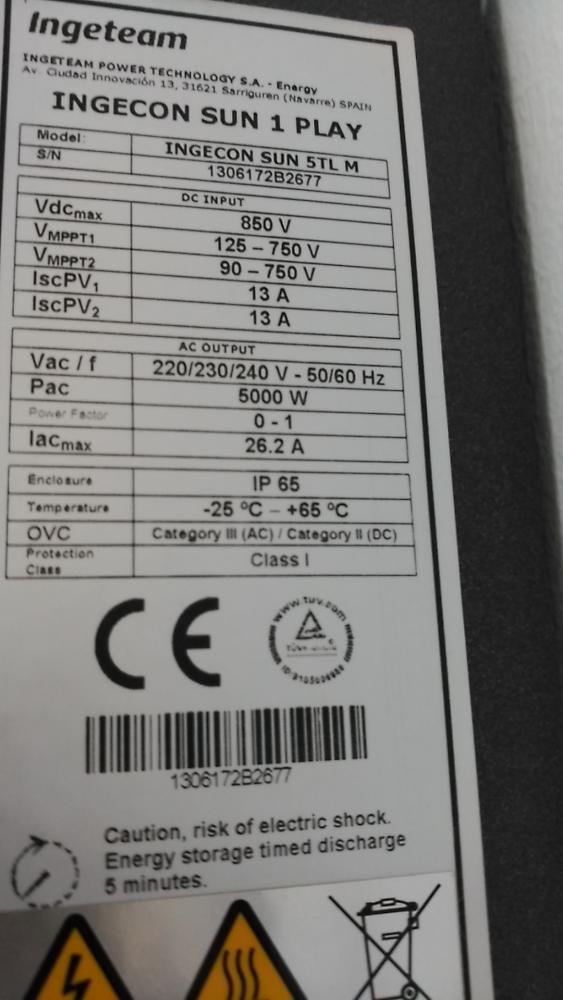 Ingeteam
INGETEAM POWER TECHNOLOGY S.A. - Energy
Av. Ciudad Innovación 13, 31621 Sarriguren (Navarre) SPAIN
INGECON SUN 1 PLAY
Model: INGECON SUN 5TL M
S/N 1306172B2677
DC INPUT
Vdcmax 850 V
VMPPT1 125 – 750 V
VMPPT2 90 – 750 V
IscPV1 13 A
IscPV2 13 A
AC OUTPUT
Vac / f 220/230/240 V - 50/60 Hz
Pac 5000 W
Power Factor 0 - 1
Iacmax 26.2 A
Enclosure IP 65
Temperature -25 ºC – +65 ºC
OVC Category III (AC) / Category II (DC)
Protection Class Class I
CE
www.tuv.com
1306172B2677
Caution, risk of electric shock.
Energy storage timed discharge
5 minutes.